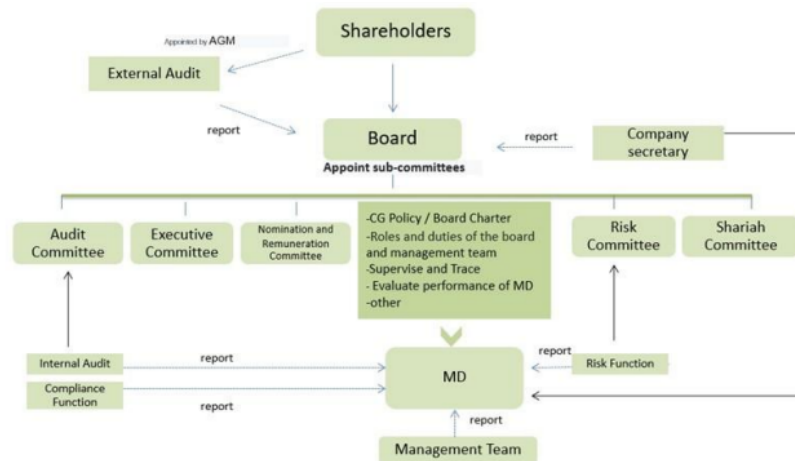 Shareholders
Appointed by AGM
External Audit
report
Board
report
Company
secretary
Appoint sub-committees
Audit
Committee
Executive
Committee
Nomination and
Remuneration
Committee
-CG Policy / Board Charter
-Roles and duties of the board
and management team
-Supervise and Trace
- Evaluate performance of MD
-other
Risk
Committee
Shariah
Committee
Internal Audit
report
Compliance
Function
report
MD
report
Risk Function
report
Management Team